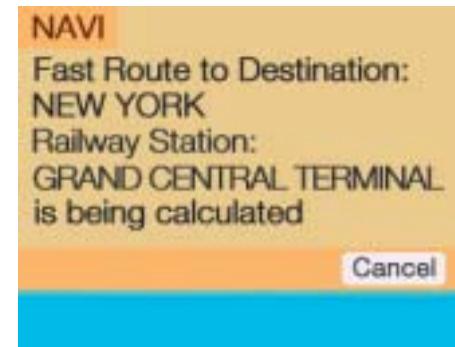 NAVI
Fast Route to Destination:
NEW YORK
Railway Station:
GRAND CENTRAL TERMINAL
is being calculated
Cancel